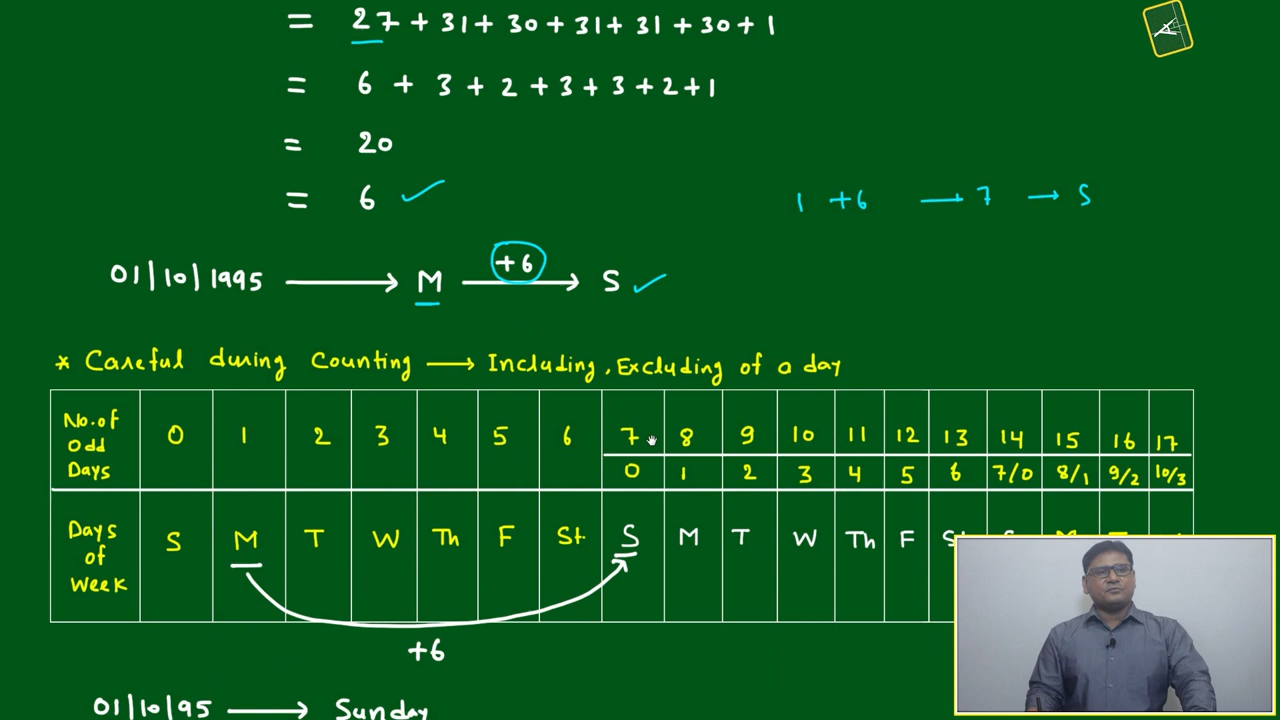 = 27 + 31 + 30 + 31 + 31 + 30 + 1
= 6 + 3 + 2 + 3 + 3 + 2 + 1
= 20
= 6 ✓
1 +6 → 7 → S
01/10/1995 → M +6 → S ✓
* Careful during Counting → Including, Excluding of a day
No. of Odd Days 0 1 2 3 4 5 6 7 8 9 10 11 12 13 14 15 16 17
0 1 2 3 4 5 6 7/0 8/1 9/2 10/3
Days of Week S M T W Th F St. S M T W Th F
+6
01/10/95 → Sunday